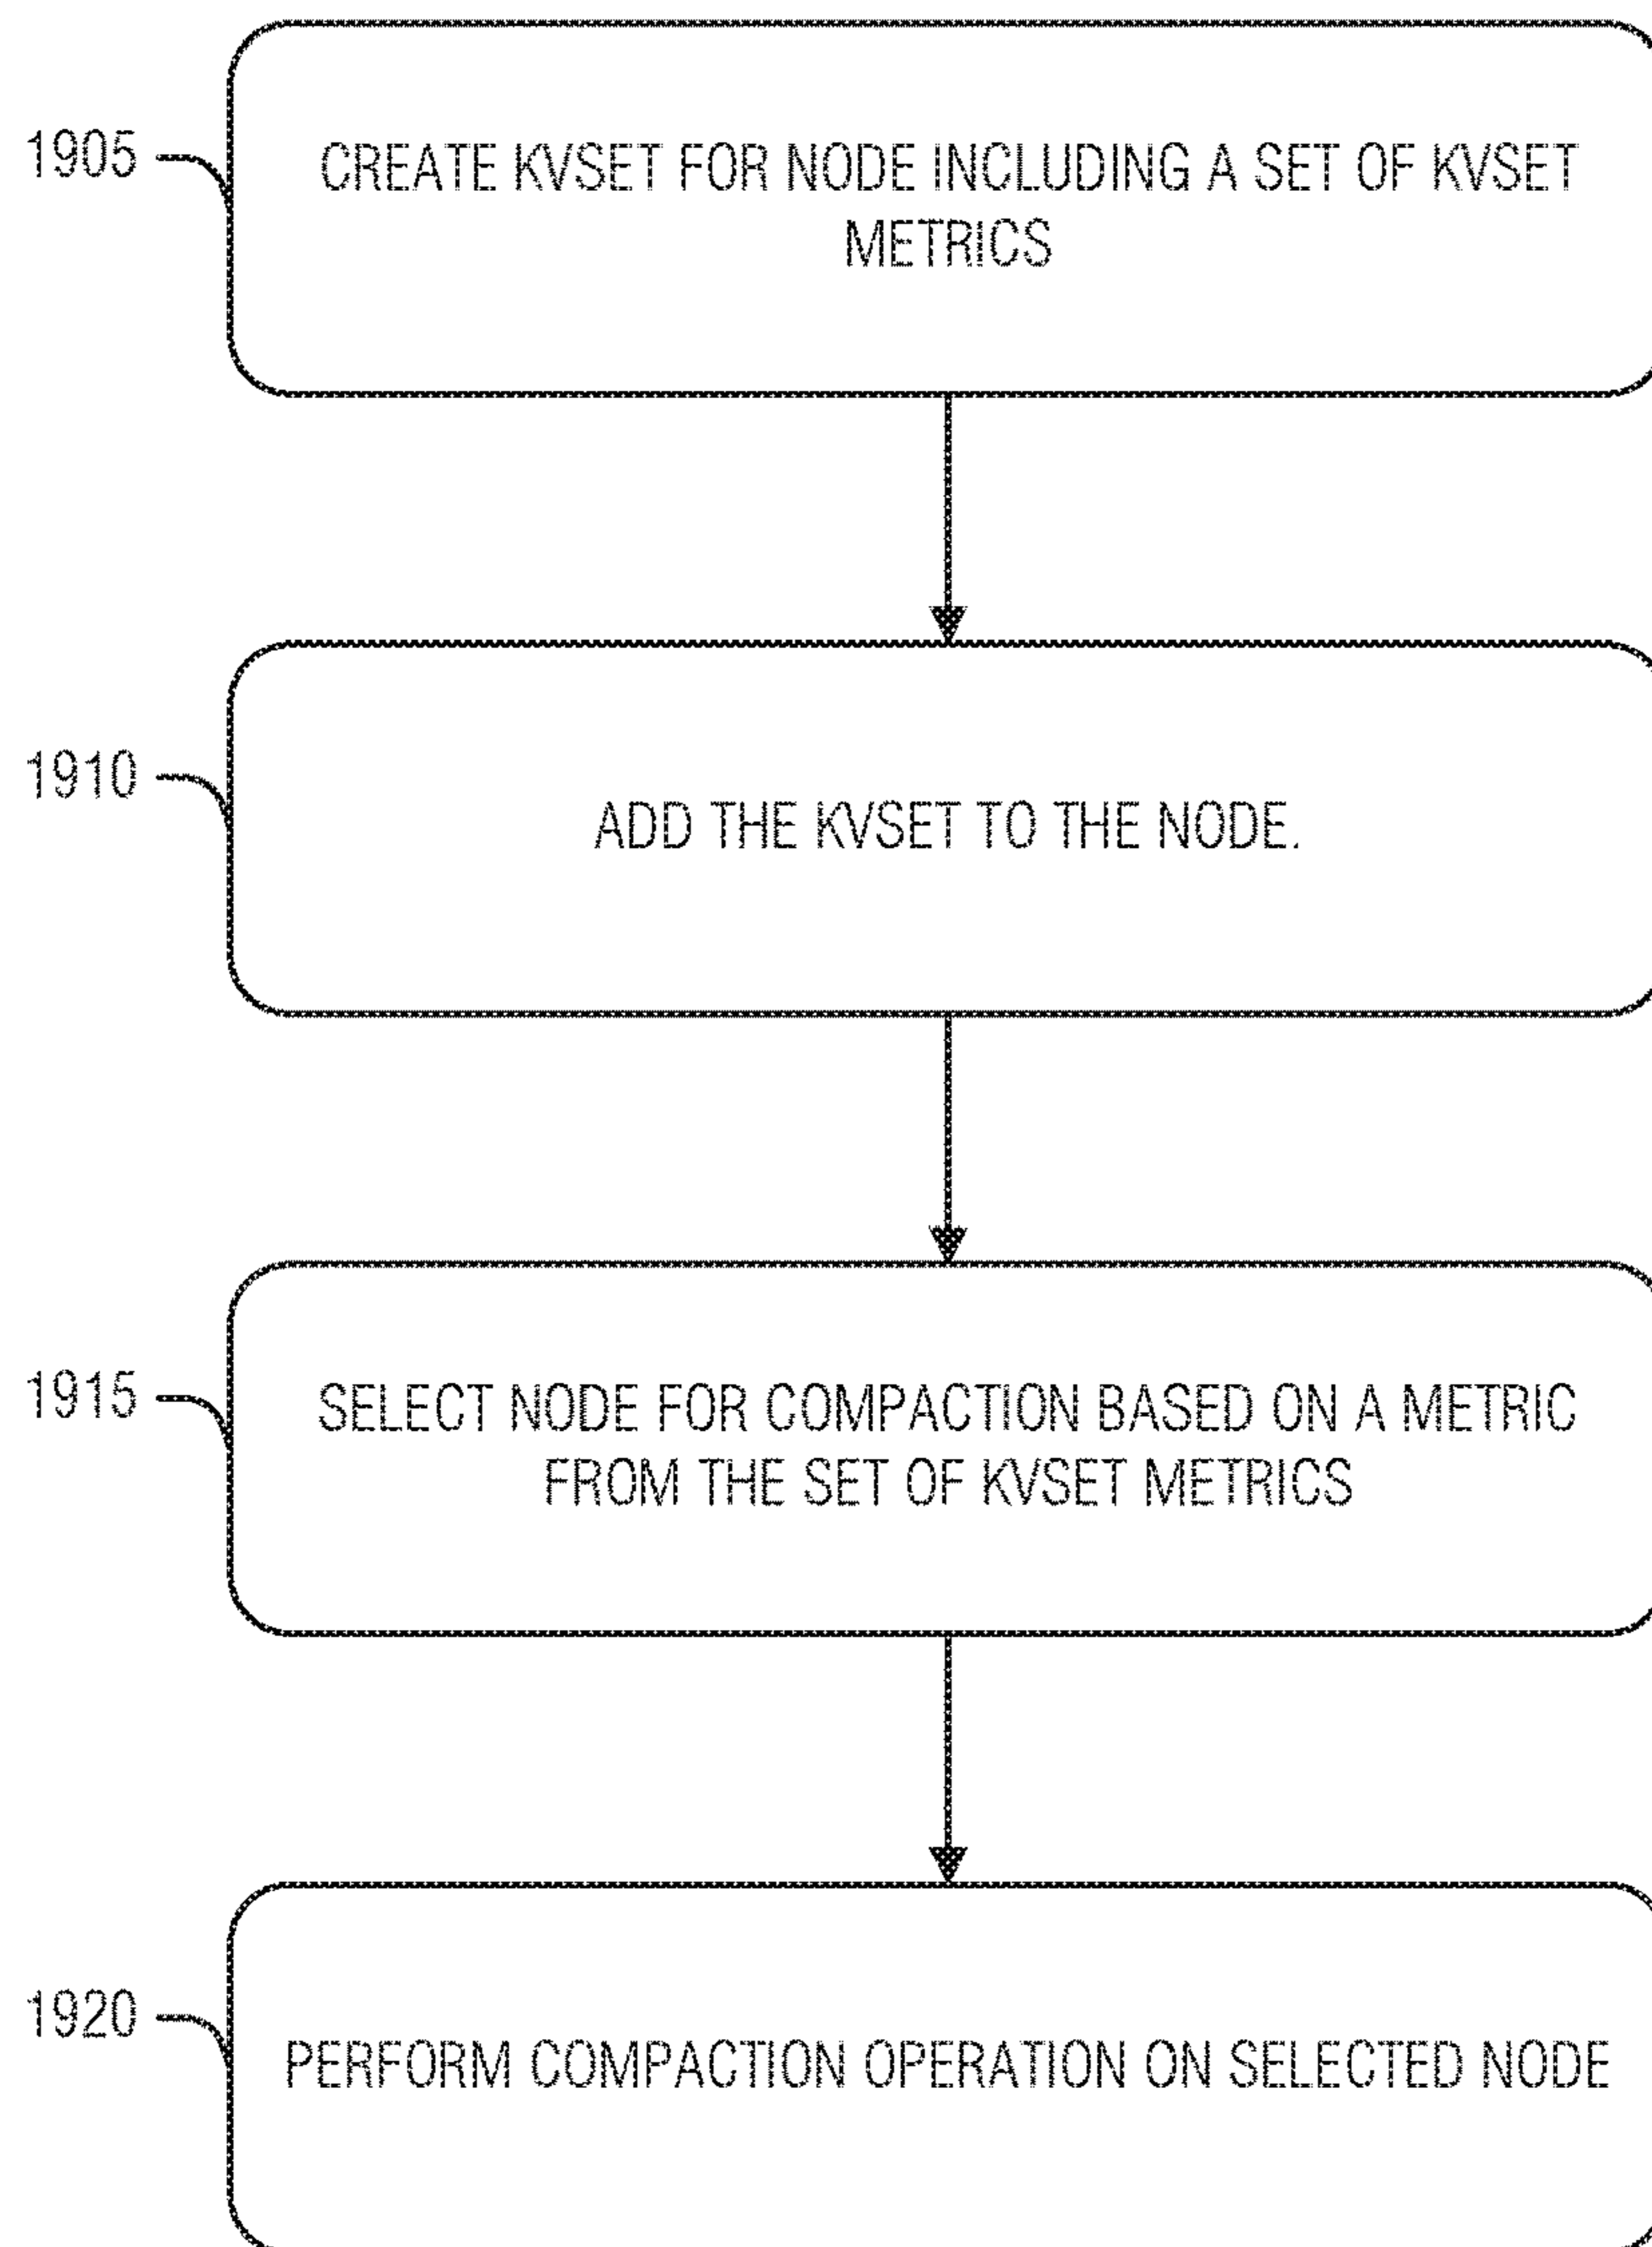 1905
CREATE KVSET FOR NODE INCLUDING A SET OF KVSET
METRICS
1910
ADD THE KVSET TO THE NODE.
1915
SELECT NODE FOR COMPACTION BASED ON A METRIC
FROM THE SET OF KVSET METRICS
1920
PERFORM COMPACTION OPERATION ON SELECTED NODE